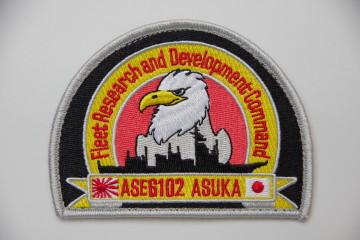 Fleet Research and Development Command
ASE6102 ASUKA